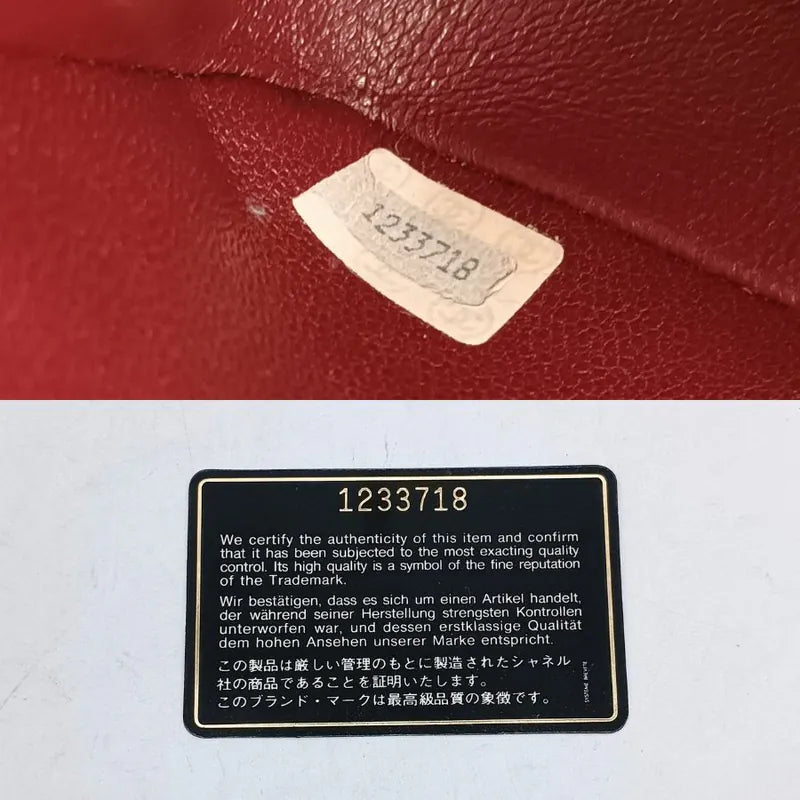 1233718
1233718
We certify the authenticity of this item and confirm
that it has been subjected to the most exacting quality
control. Its high quality is a symbol of the fine reputation
of the Trademark.
Wir bestätigen, dass es sich um einen Artikel handelt,
der während seiner Herstellung strengsten Kontrollen
unterworfen war, und dessen erstklassige Qualität
dem hohen Ansehen unserer Marke entspricht.
この製品は厳しい管理のもとに製造されたシャネル
社の商品であることを証明いたします。
このブランド・マークは最高級品質の象徴です。